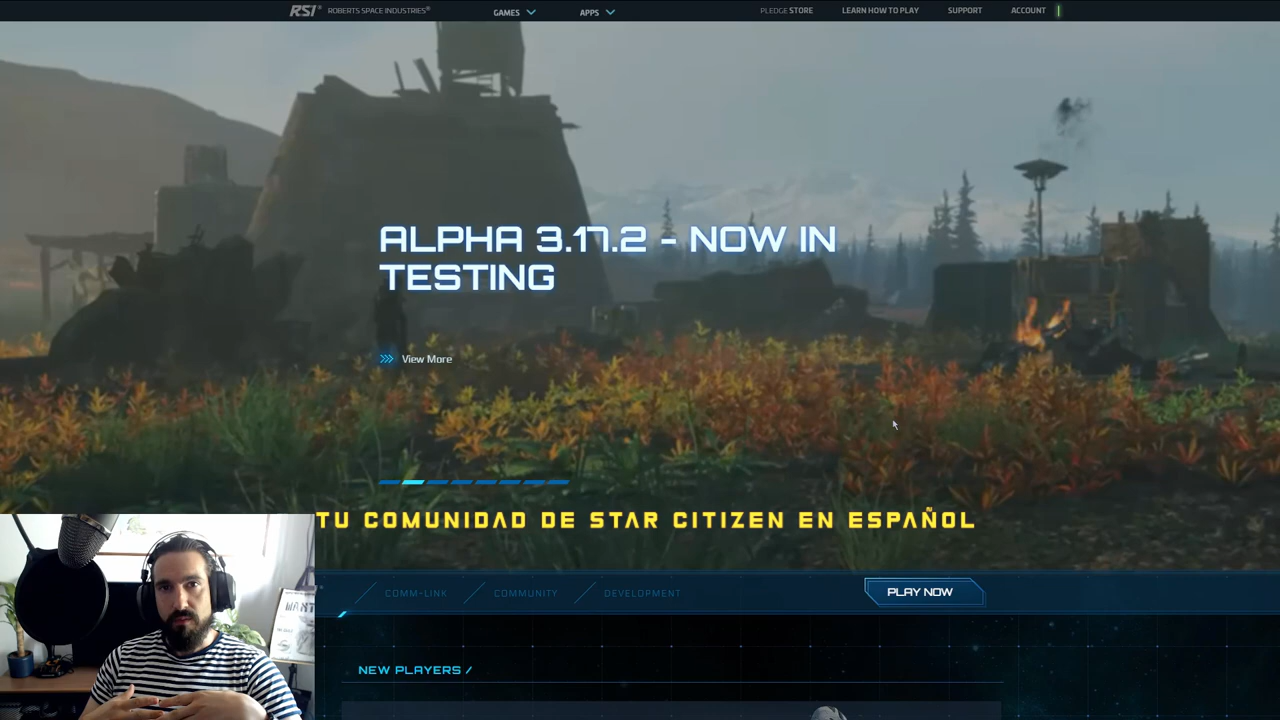 RSI® ROBERTS SPACE INDUSTRIES®
GAMES APPS PLEDGE STORE LEARN HOW TO PLAY SUPPORT ACCOUNT
ALPHA 3.17.2 - NOW IN
TESTING
View More
TU COMUNIDAD DE STAR CITIZEN EN ESPAÑOL
COMM-LINK COMMUNITY DEVELOPMENT PLAY NOW
NEW PLAYERS /